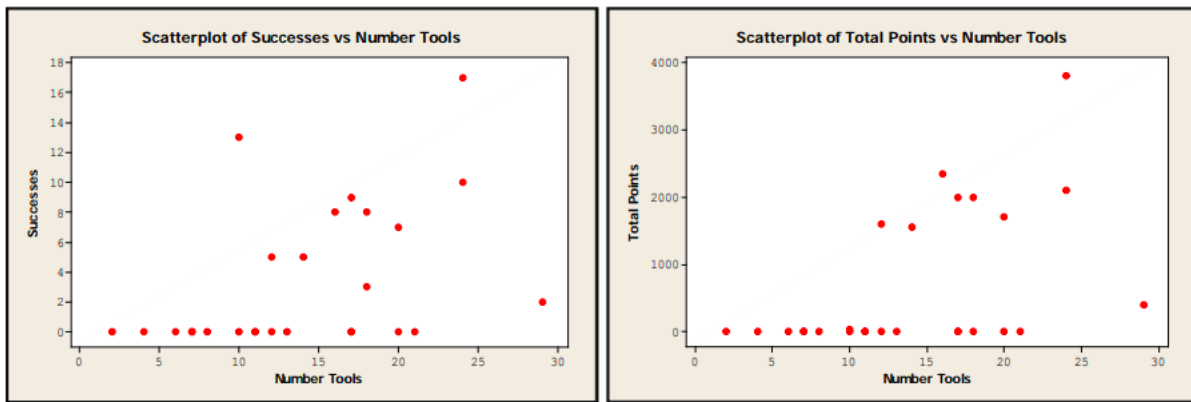 Scatterplot of Successes vs Number Tools
18
16
14
12
10
8
6
4
2
0
Successes
0 5 10 15 20 25 30
Number Tools
Scatterplot of Total Points vs Number Tools
4000
3000
2000
1000
0
Total Points
0 5 10 15 20 25 30
Number Tools